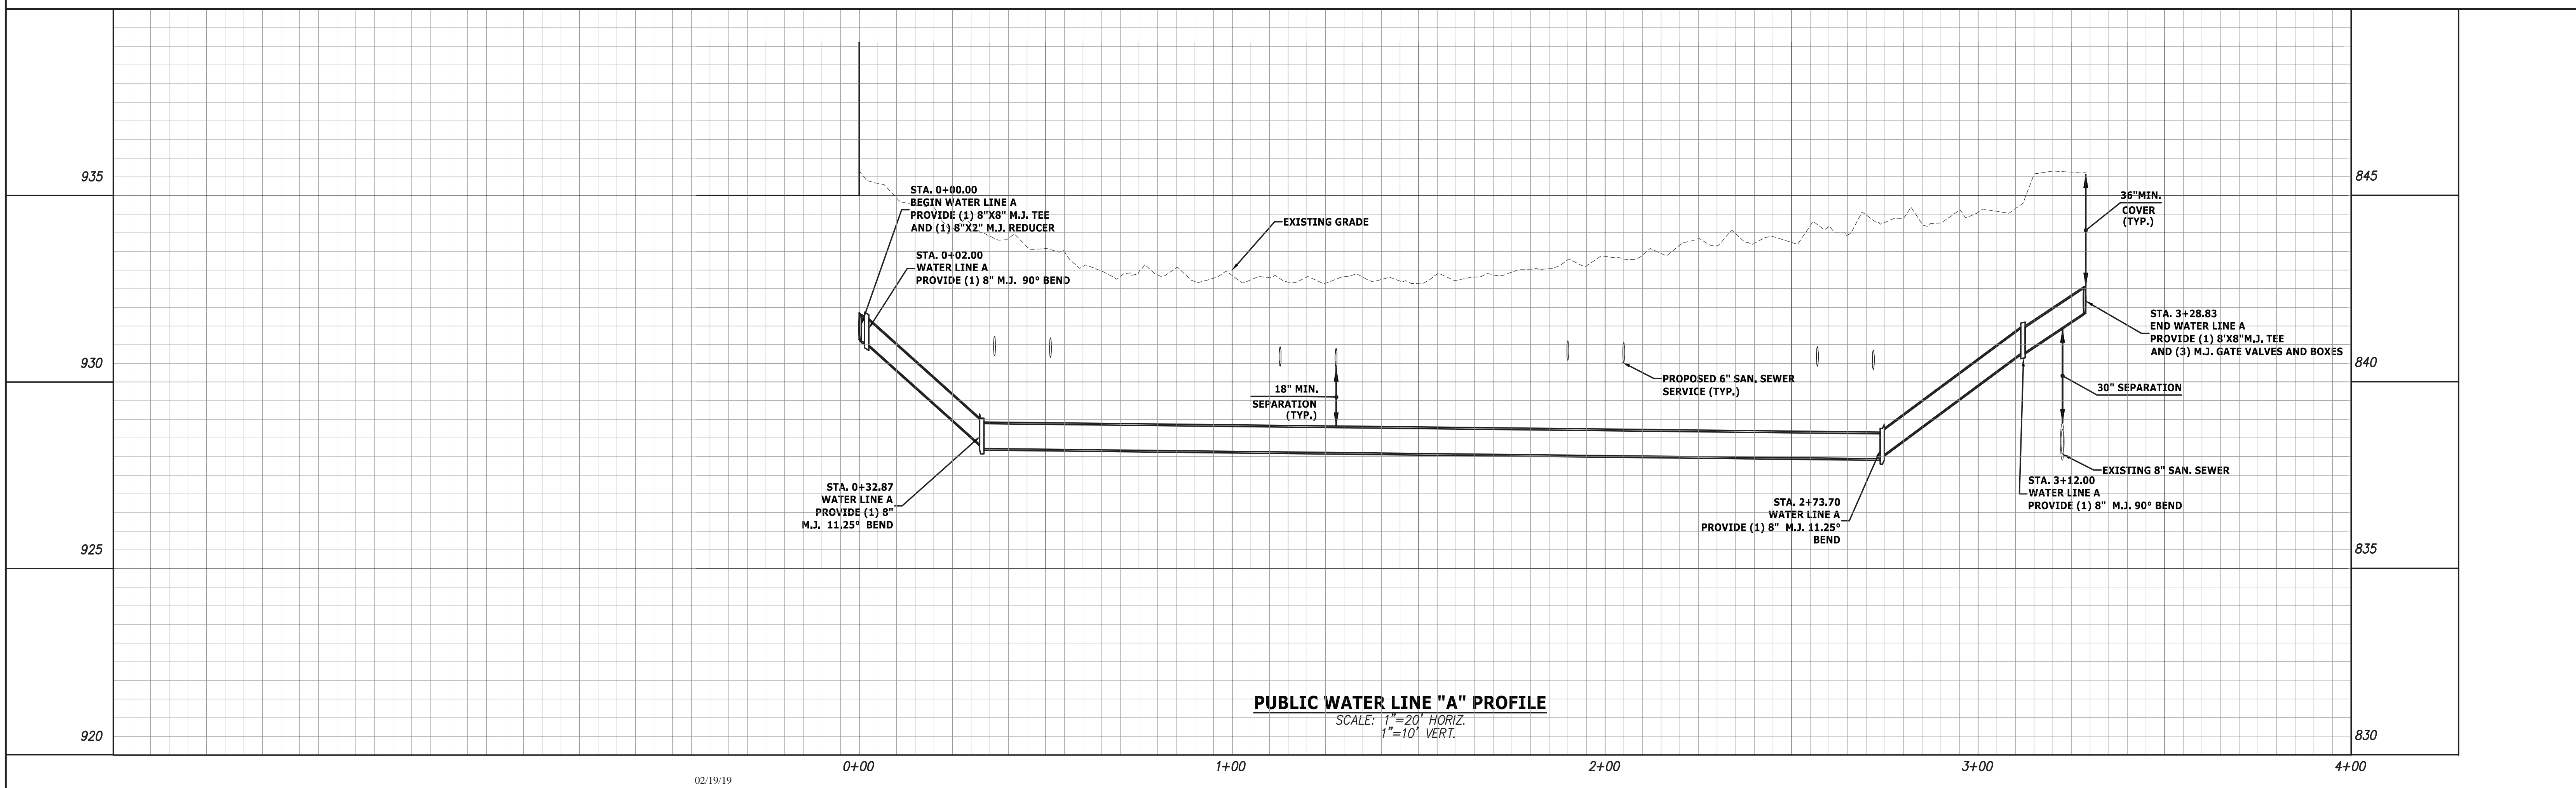 935
845
STA. 0+00.00
BEGIN WATER LINE A
PROVIDE (1) 8"X8" M.J. TEE
AND (1) 8"X2" M.J. REDUCER
EXISTING GRADE
36"MIN.
COVER
(TYP.)
STA. 0+02.00
WATER LINE A
PROVIDE (1) 8" M.J. 90° BEND
STA. 3+28.83
END WATER LINE A
PROVIDE (1) 8'X8"M.J. TEE
AND (3) M.J. GATE VALVES AND BOXES
930
840
18" MIN.
SEPARATION
(TYP.)
PROPOSED 6" SAN. SEWER
SERVICE (TYP.)
30" SEPARATION
EXISTING 8" SAN. SEWER
STA. 0+32.87
WATER LINE A
PROVIDE (1) 8"
M.J. 11.25° BEND
STA. 2+73.70
WATER LINE A
PROVIDE (1) 8" M.J. 11.25°
BEND
STA. 3+12.00
WATER LINE A
PROVIDE (1) 8" M.J. 90° BEND
925
835
PUBLIC WATER LINE "A" PROFILE
SCALE: 1"=20' HORIZ.
1"=10' VERT.
920
830
0+00
1+00
2+00
3+00
4+00
02/19/19